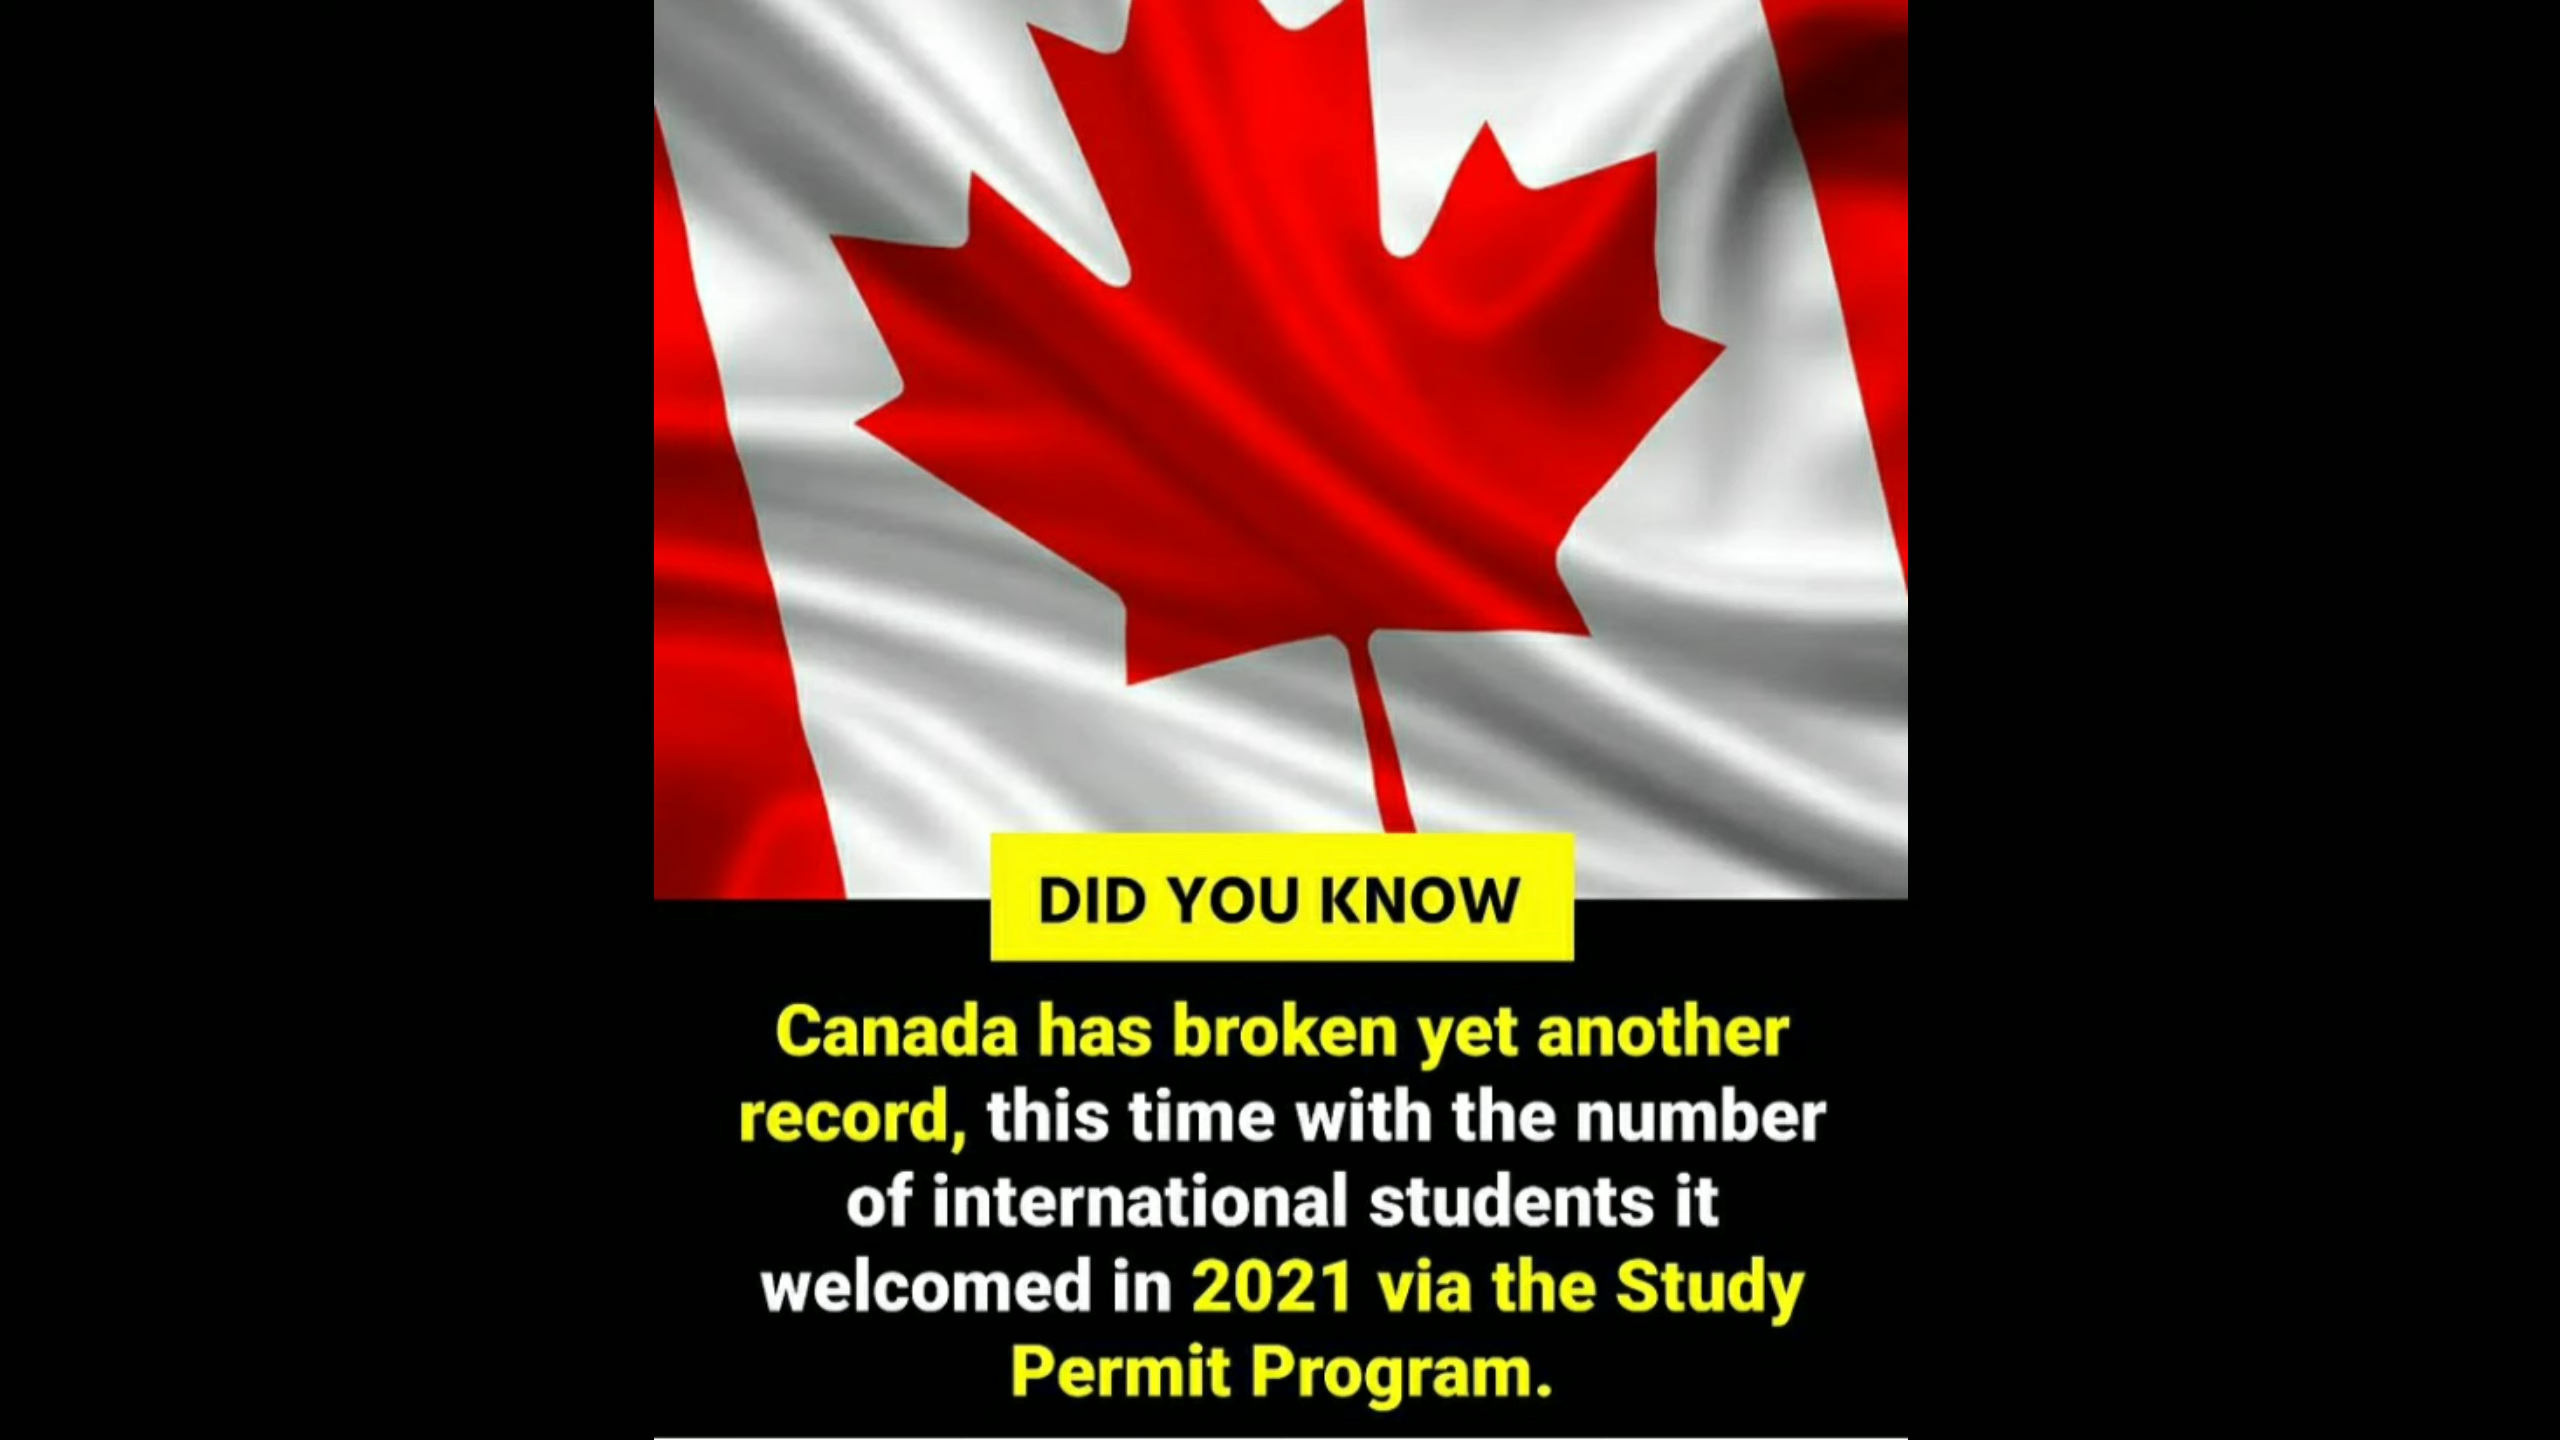 DID YOU KNOW
Canada has broken yet another
record, this time with the number
of international students it
welcomed in 2021 via the Study
Permit Program.